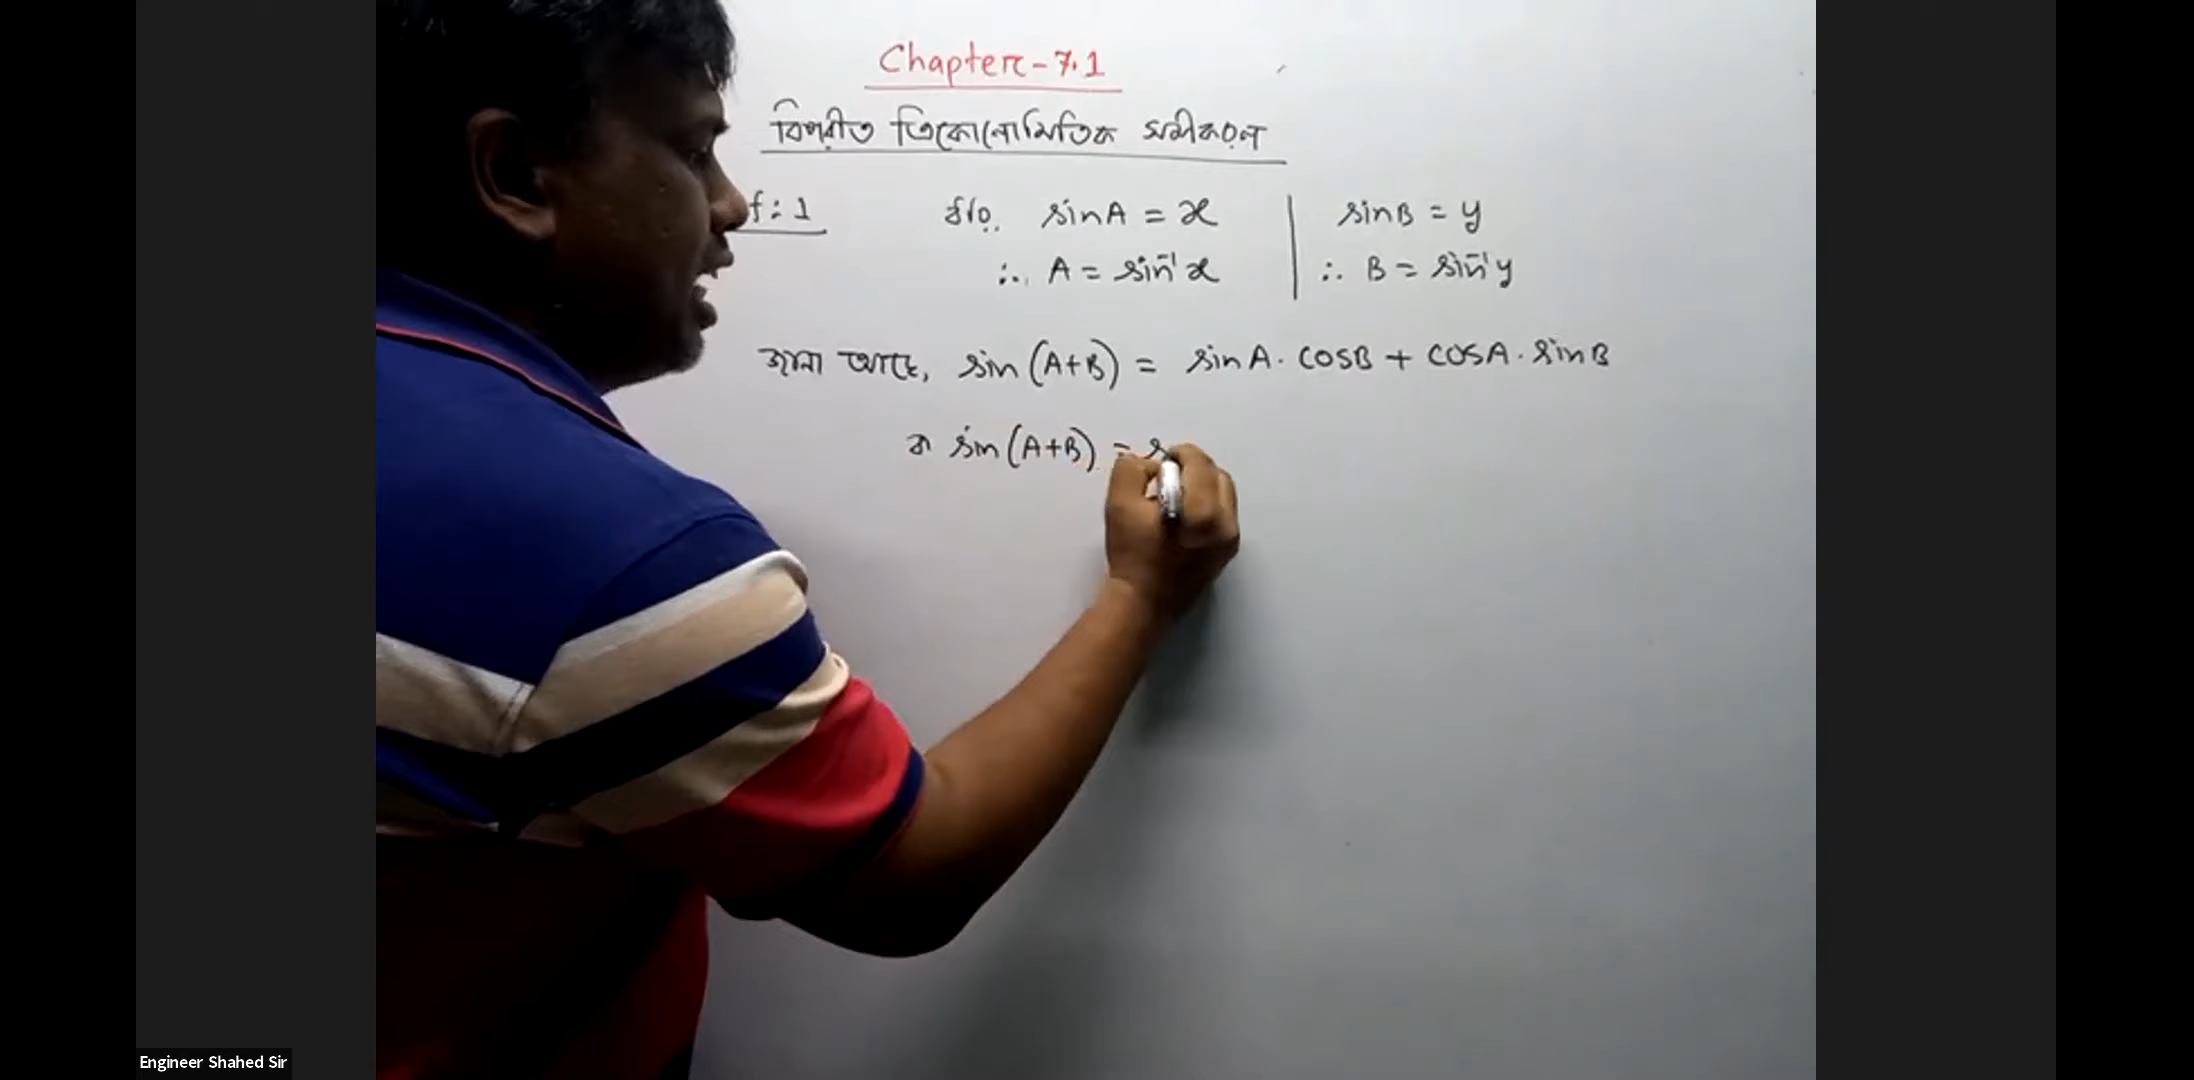 Chapter - 7.1
বিপরীত ত্রিকোনোমিতিক সমীকরণ
f : 1
ধরি, sinA = x | sinB = y
∴ A = sin⁻¹x | ∴ B = sin⁻¹y
জানা আছে, sin (A+B) = sinA · cosB + cosA · sinB
বা sin (A+B) = s
Engineer Shahed Sir